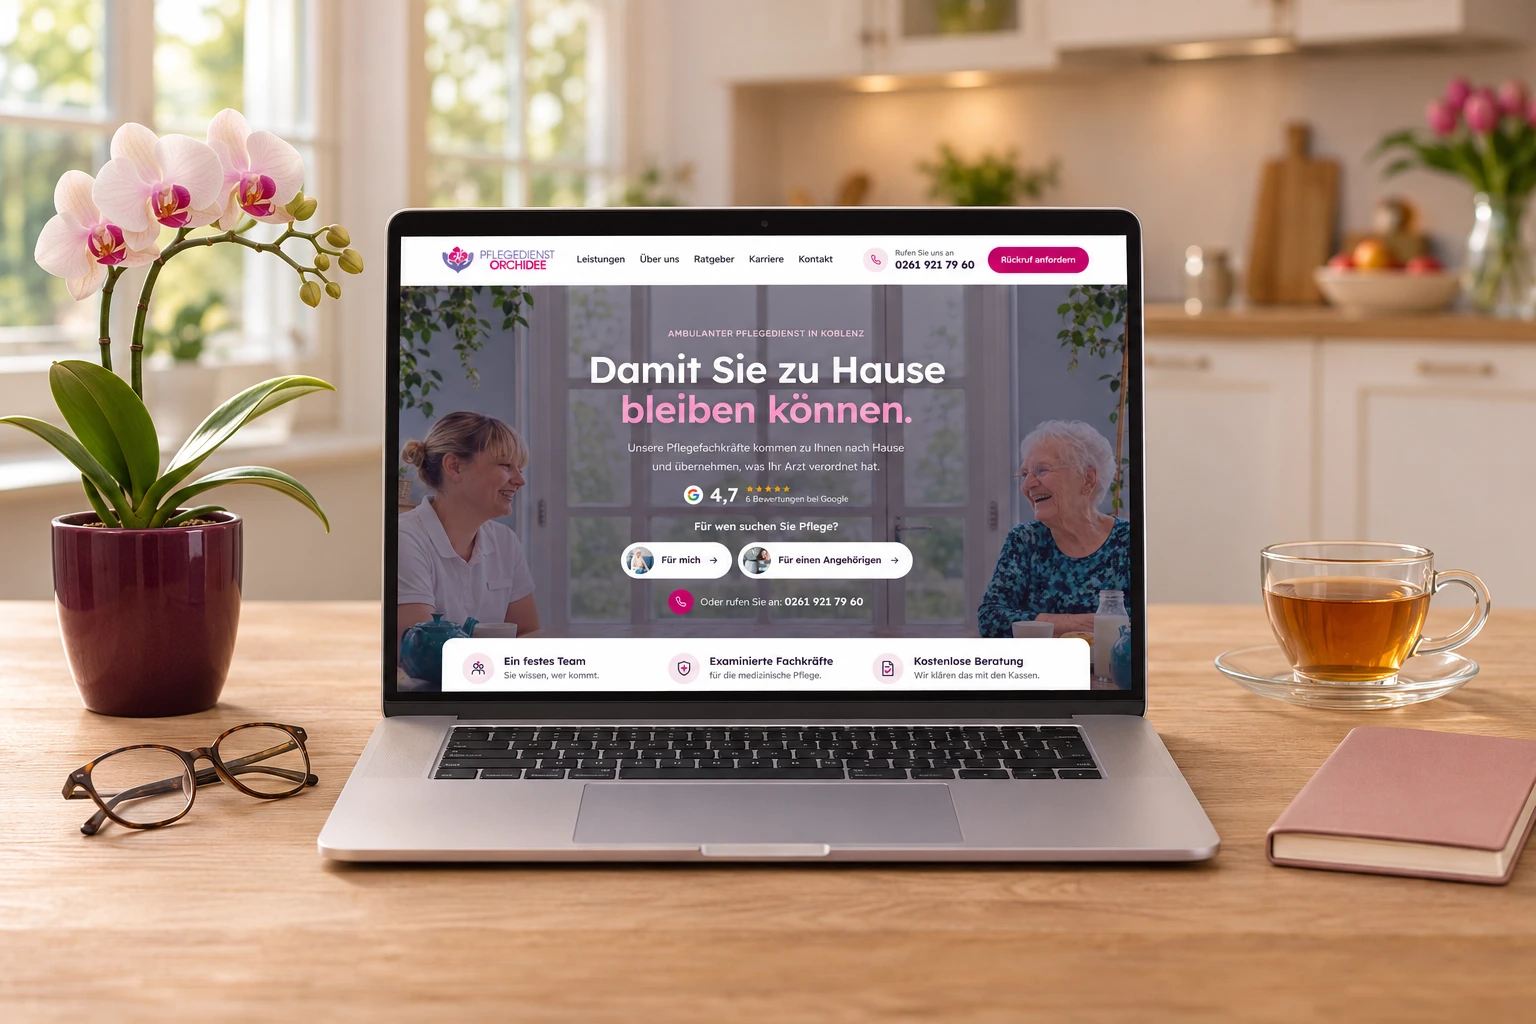 PFLEGEDIENST
ORCHIDEE
Leistungen Über uns Ratgeber Karriere Kontakt
Rufen Sie uns an
0261 921 79 60
Rückruf anfordern
AMBULANTER PFLEGEDIENST IN KOBLENZ
Damit Sie zu Hause
bleiben können.
Unsere Pflegefachkräfte kommen zu Ihnen nach Hause
und übernehmen, was Ihr Arzt verordnet hat.
G 4,7 ★★★★★
6 Bewertungen bei Google
Für wen suchen Sie Pflege?
Für mich → Für einen Angehörigen →
Oder rufen Sie an: 0261 921 79 60
Ein festes Team
Sie wissen, wer kommt.
Examinierte Fachkräfte
für die medizinische Pflege.
Kostenlose Beratung
Wir klären das mit den Kassen.